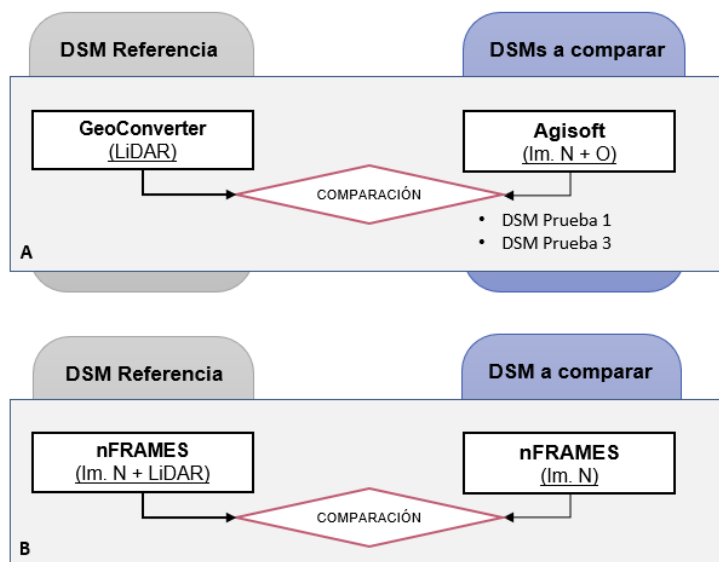 DSM Referencia
DSMs a comparar
GeoConverter
(LiDAR)
Agisoft
(Im. N + O)
COMPARACIÓN
• DSM Prueba 1
• DSM Prueba 3
A
DSM Referencia
DSM a comparar
nFRAMES
(Im. N + LiDAR)
nFRAMES
(Im. N)
COMPARACIÓN
B